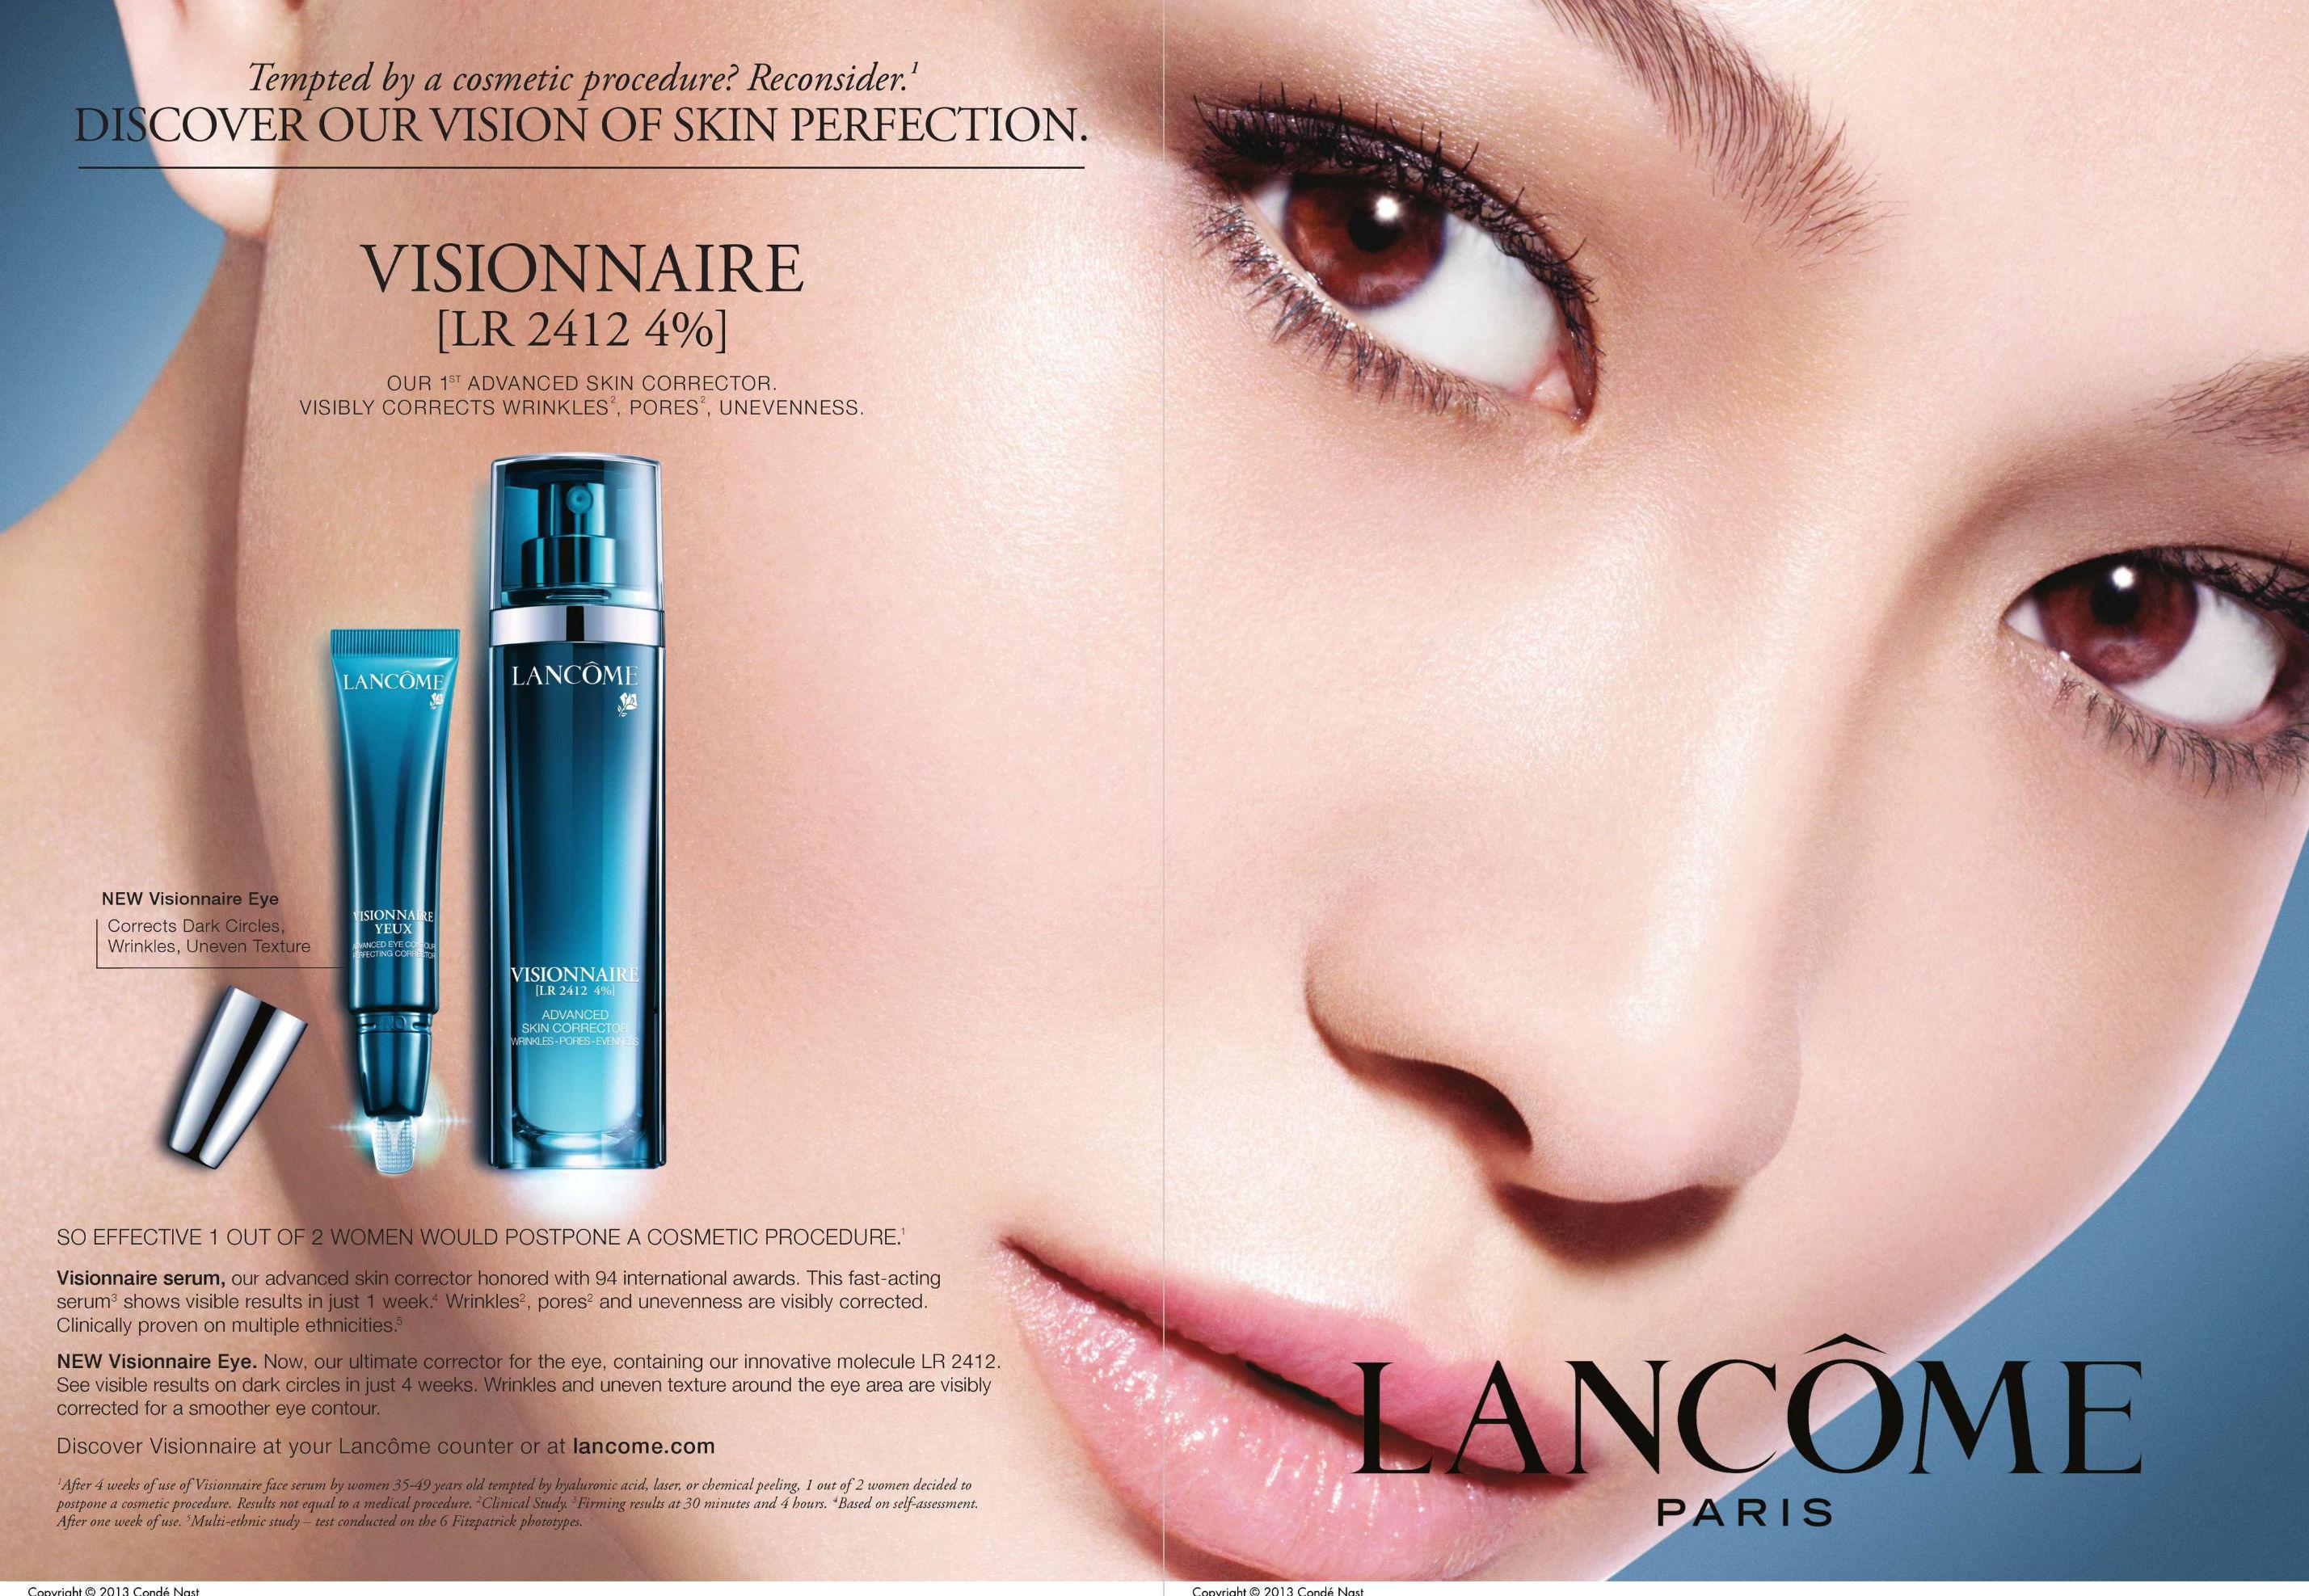 Tempted by a cosmetic procedure? Reconsider.¹
DISCOVER OUR VISION OF SKIN PERFECTION.
VISIONNAIRE
[LR 2412 4%]
OUR 1ST ADVANCED SKIN CORRECTOR.
VISIBLY CORRECTS WRINKLES², PORES², UNEVENNESS.
LANCÔME
LANCÔME
NEW Visionnaire Eye
Corrects Dark Circles,
Wrinkles, Uneven Texture
VISIONNAIRE
YEUX
ADVANCED EYE CONTOUR
PERFECTING CORRECTOR
VISIONNAIRE
[LR 2412 4%]
ADVANCED
SKIN CORRECTOR
WRINKLES - PORES - EVENNESS
SO EFFECTIVE 1 OUT OF 2 WOMEN WOULD POSTPONE A COSMETIC PROCEDURE.¹
Visionnaire serum, our advanced skin corrector honored with 94 international awards. This fast-acting
serum³ shows visible results in just 1 week.⁴ Wrinkles², pores² and unevenness are visibly corrected.
Clinically proven on multiple ethnicities.⁵
NEW Visionnaire Eye. Now, our ultimate corrector for the eye, containing our innovative molecule LR 2412.
See visible results on dark circles in just 4 weeks. Wrinkles and uneven texture around the eye area are visibly
corrected for a smoother eye contour.
Discover Visionnaire at your Lancôme counter or at lancome.com
¹After 4 weeks of use of Visionnaire face serum by women 35-49 years old tempted by hyaluronic acid, laser, or chemical peeling, 1 out of 2 women decided to
postpone a cosmetic procedure. Results not equal to a medical procedure. ²Clinical Study. ³Firming results at 30 minutes and 4 hours. ⁴Based on self-assessment.
After one week of use. ⁵Multi-ethnic study – test conducted on the 6 Fitzpatrick phototypes.
LANCÔME
PARIS
Copyright © 2013 Condé Nast
Copyright © 2013 Condé Nast